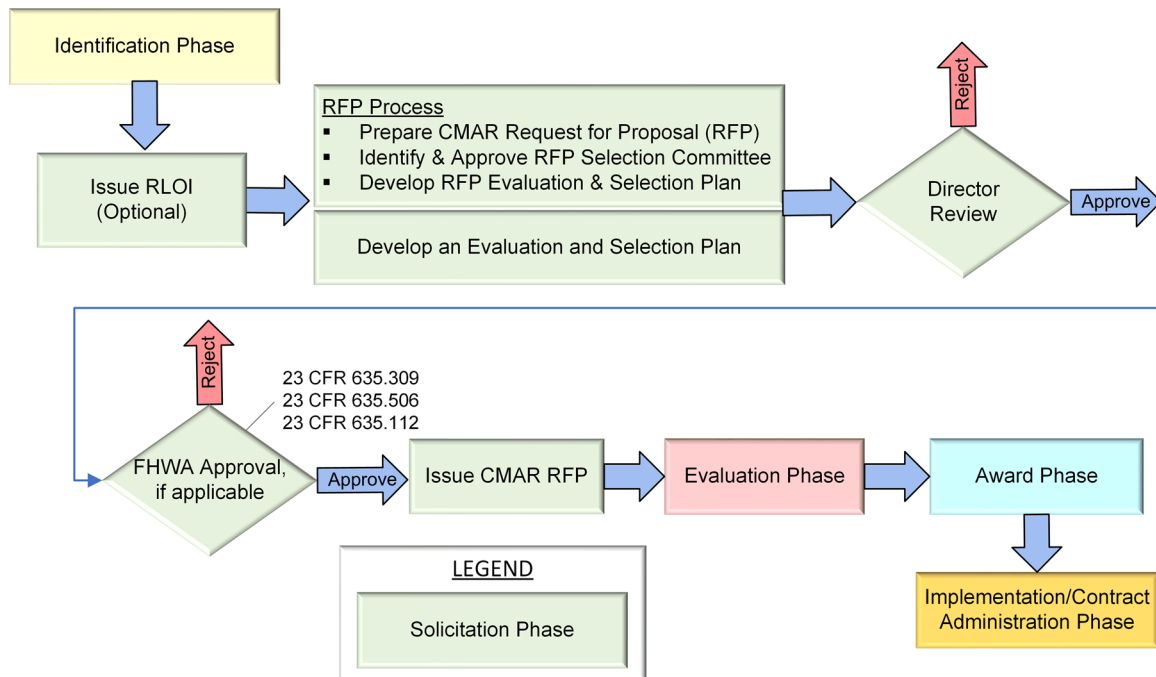 Identification Phase
Issue RLOI
(Optional)
RFP Process
▪ Prepare CMAR Request for Proposal (RFP)
▪ Identify & Approve RFP Selection Committee
▪ Develop RFP Evaluation & Selection Plan
Develop an Evaluation and Selection Plan
Reject
Director
Review
Approve
Reject
23 CFR 635.309
23 CFR 635.506
23 CFR 635.112
FHWA Approval,
if applicable
Approve
Issue CMAR RFP
Evaluation Phase
Award Phase
Implementation/Contract
Administration Phase
LEGEND
Solicitation Phase